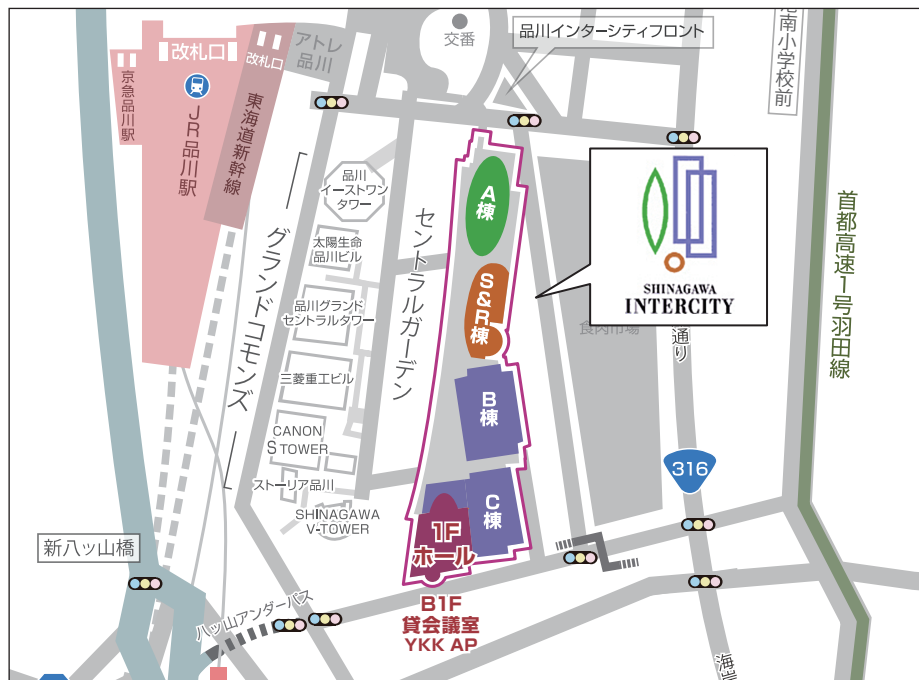 改札口
改札口
アトレ
品川
交番
品川インターシティフロント
港南小学校前
京急品川駅
JR品川駅
東海道新幹線
品川
イーストワン
タワー
太陽生命
品川ビル
品川グランド
セントラルタワー
三菱重工ビル
CANON
S TOWER
ストーリア品川
SHINAGAWA
V-TOWER
グランドコモンズ
セントラルガーデン
A棟
S&R棟
B棟
C棟
1F
ホール
B1F
貸会議室
YKK AP
SHINAGAWA
INTERCITY
食肉市場
通り
首都高速1号羽田線
316
新八ッ山橋
八ッ山アンダーパス
海岸